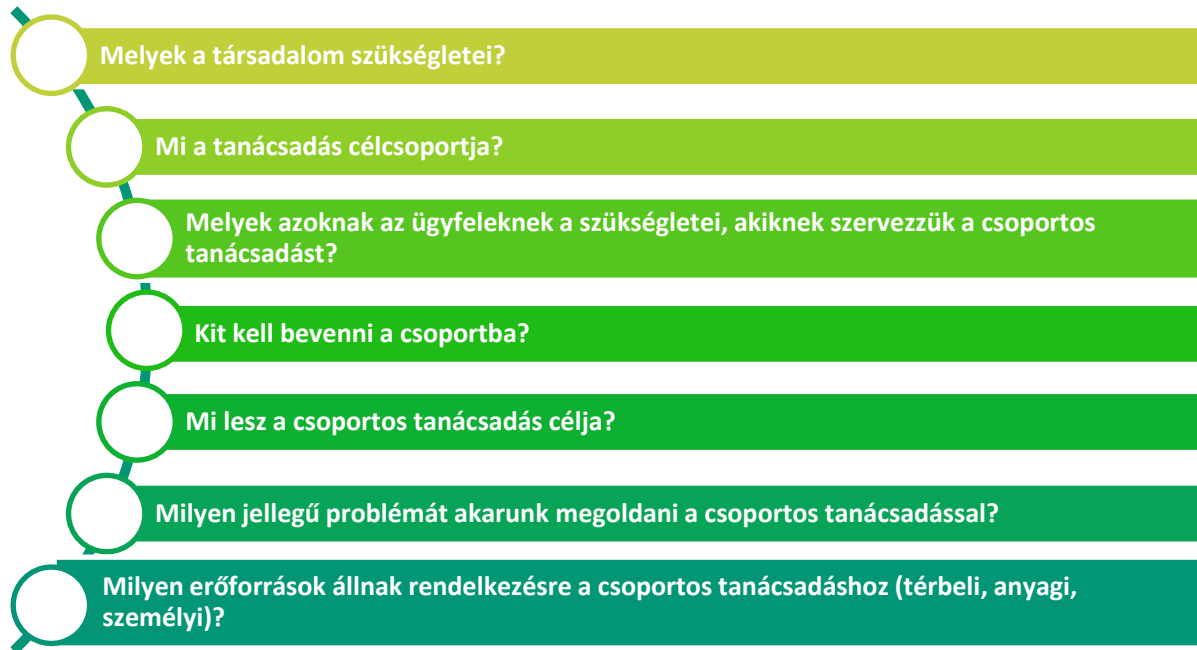 Melyek a társadalom szükségletei?
Mi a tanácsadás célcsoportja?
Melyek azoknak az ügyfeleknek a szükségletei, akiknek szervezzük a csoportos
tanácsadást?
Kit kell bevenni a csoportba?
Mi lesz a csoportos tanácsadás célja?
Milyen jellegű problémát akarunk megoldani a csoportos tanácsadással?
Milyen erőforrások állnak rendelkezésre a csoportos tanácsadáshoz (térbeli, anyagi,
személyi)?